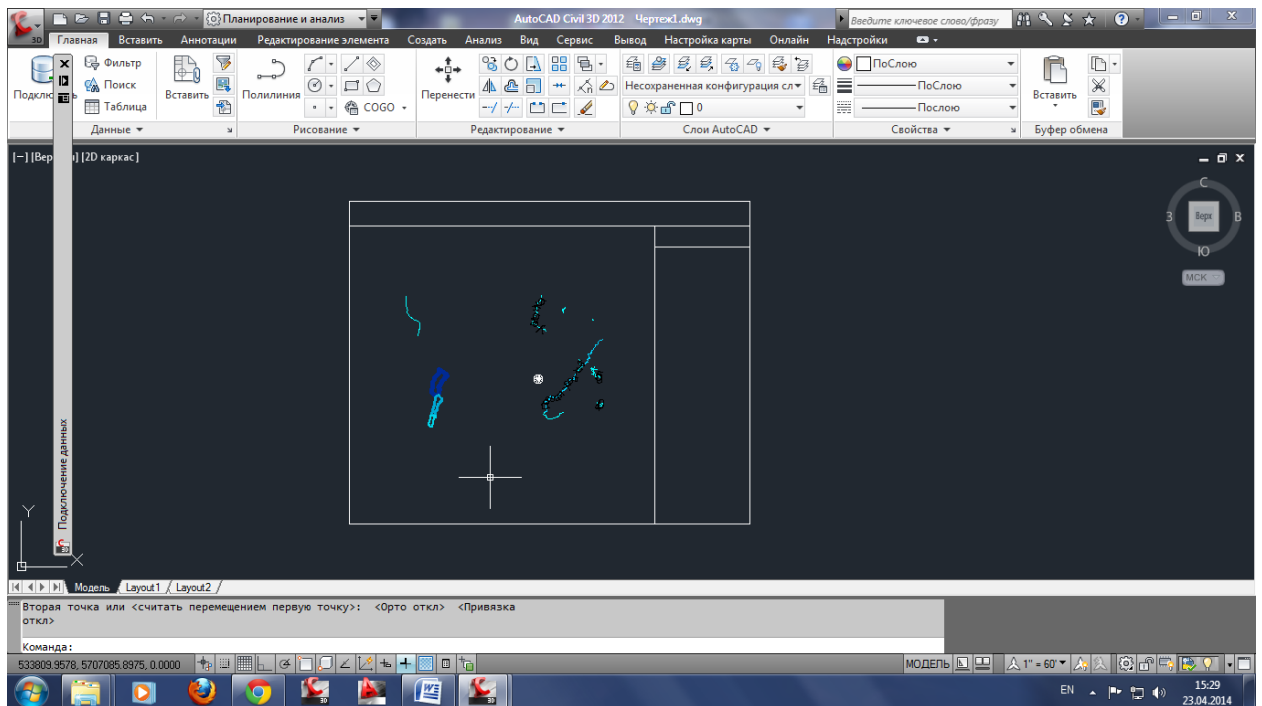 Планирование и анализ
AutoCAD Civil 3D 2012 Чертеж1.dwg
Введите ключевое слово/фразу
3D
Главная Вставить Аннотации Редактирование элемента Создать Анализ Вид Сервис Вывод Настройка карты Онлайн Надстройки
Фильтр
Поиск
Таблица
Вставить
Полилиния
COGO
Перенести
Несохраненная конфигурация сл
0
ПоСлою
ПоСлою
Послою
Вставить
Данные
Рисование
Редактирование
Слои AutoCAD
Свойства
Буфер обмена
[2D каркас]
С
З
Верх
В
Ю
МСК
Подключение данных
Y
X
Модель Layout1 Layout2
Вторая точка или <считать перемещением первую точку>: <Орто откл> <Привязка
откл>
Команда:
533809.9578, 5707085.8975, 0.0000
МОДЕЛЬ
1" = 60'
EN
15:29
23.04.2014